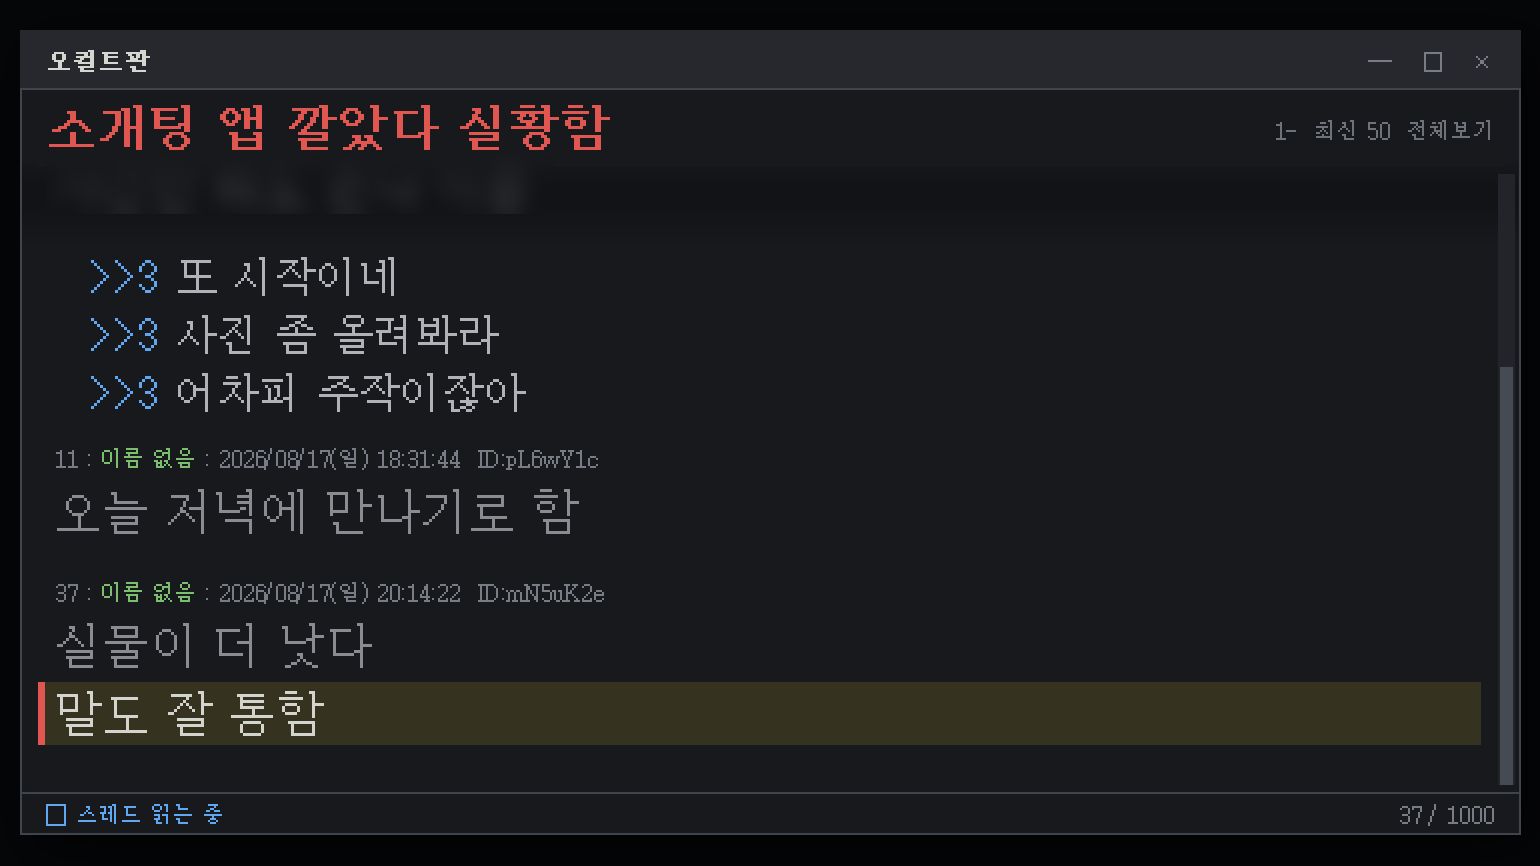 오컬트판
소개팅 앱 깔았다 실황함
1- 최신 50 전체보기
>>3 또 시작이네
>>3 사진 좀 올려봐라
>>3 어차피 주작이잖아
11 : 이름 없음 : 2026/08/17(일) 18:31:44 ID:pL6wY1c
오늘 저녁에 만나기로 함
37 : 이름 없음 : 2026/08/17(일) 20:14:22 ID:mN5uK2e
실물이 더 낫다
말도 잘 통함
스레드 읽는 중
37 / 1000